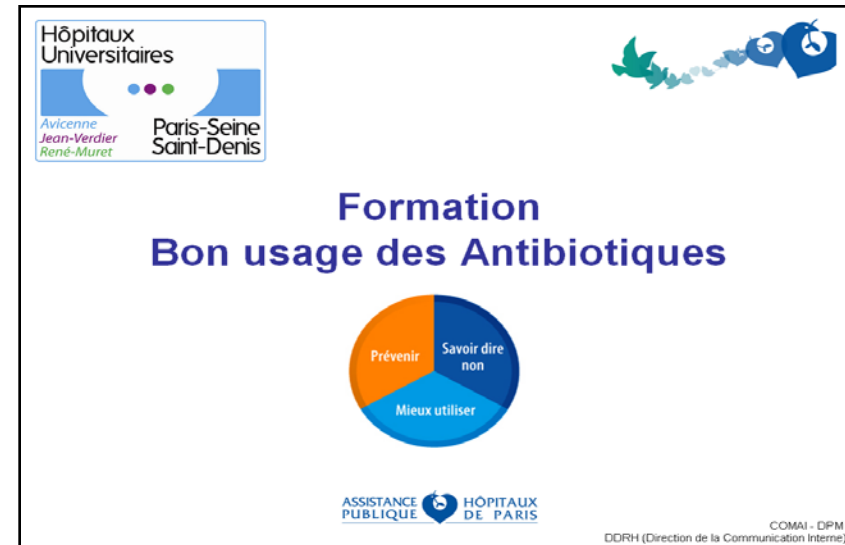 Hôpitaux
Universitaires
Avicenne
Jean-Verdier
René-Muret
Paris-Seine
Saint-Denis
Formation
Bon usage des Antibiotiques
Prévenir
Savoir dire
non
Mieux utiliser
ASSISTANCE HÔPITAUX
PUBLIQUE DE PARIS
COMAI - DPM
DDRH (Direction de la Communication Interne)